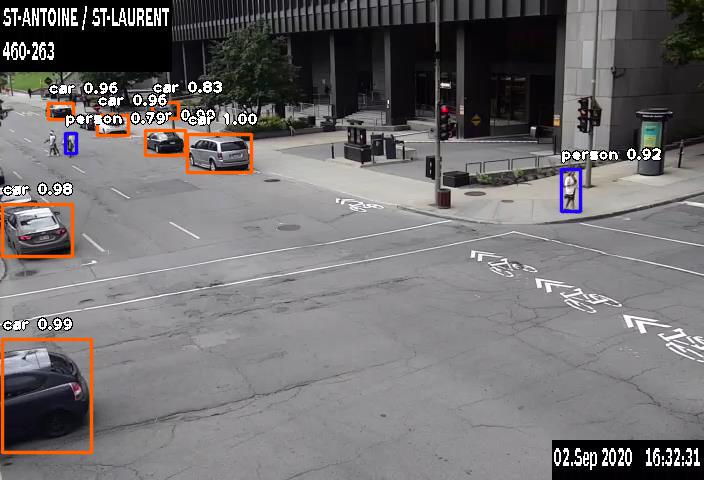 ST-ANTOINE / ST-LAURENT
460-263
car 0.96
car 0.83
car 0.96
person 0.79
car 1.00
person 0.92
car 0.98
car 0.99
02.Sep 2020 16:32:31